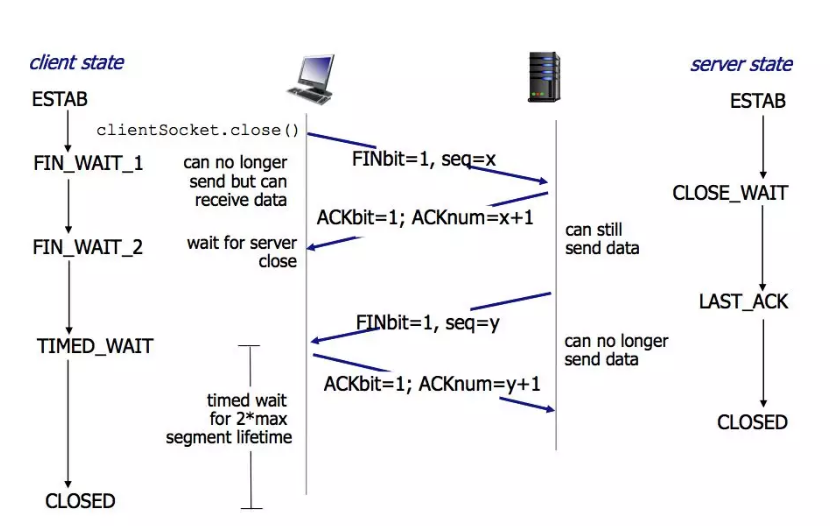 client state
server state
ESTAB
ESTAB
clientSocket.close()
FINbit=1, seq=x
FIN_WAIT_1
can no longer
send but can
receive data
CLOSE_WAIT
ACKbit=1; ACKnum=x+1
can still
send data
FIN_WAIT_2
wait for server
close
LAST_ACK
FINbit=1, seq=y
can no longer
send data
TIMED_WAIT
ACKbit=1; ACKnum=y+1
timed wait
for 2*max
segment lifetime
CLOSED
CLOSED